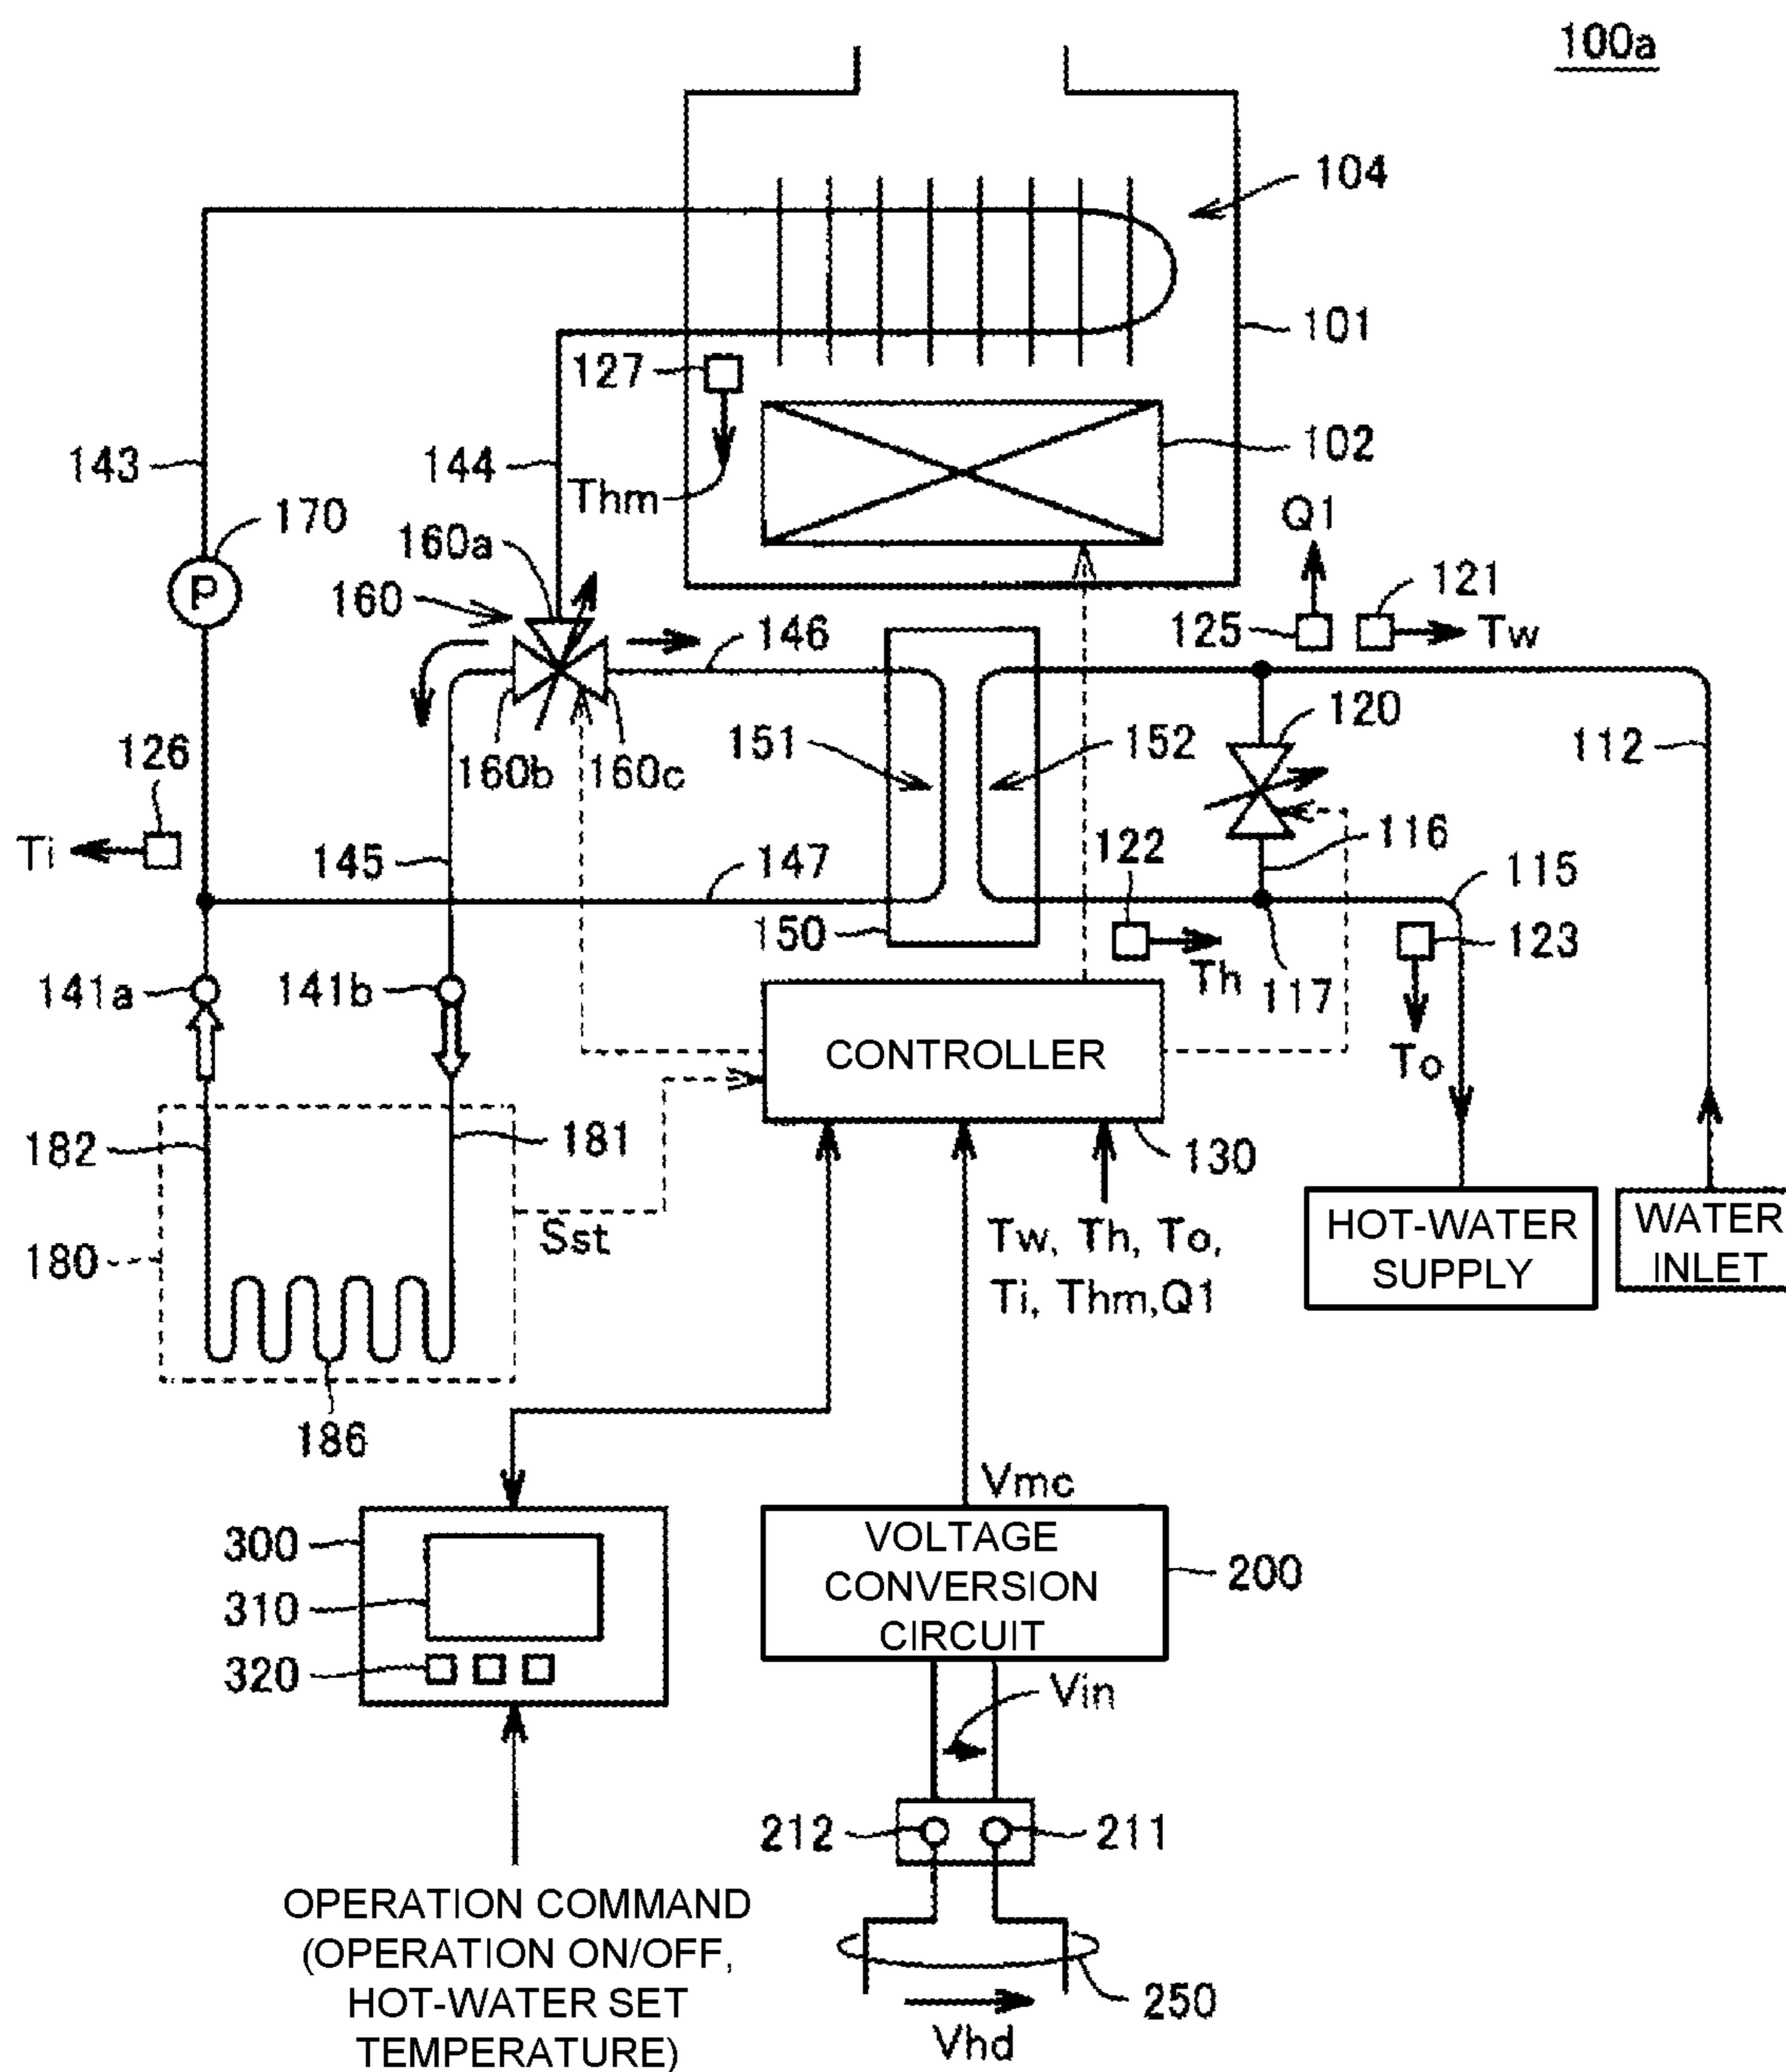 100a
104
101
127
102
143
144
Thm
Q1
170
160a
121
160
125
Tw
P
146
120
151
152
112
126
160b
160c
Ti
145
122
116
147
115
150
123
141a
141b
Th
117
CONTROLLER
To
182
181
130
180
Sst
Tw, Th, To,
Ti, Thm,Q1
HOT-WATER
SUPPLY
WATER
INLET
186
Vmc
300
VOLTAGE
CONVERSION
CIRCUIT
200
310
320
Vin
212
211
OPERATION COMMAND
(OPERATION ON/OFF,
HOT-WATER SET
TEMPERATURE)
250
Vhd